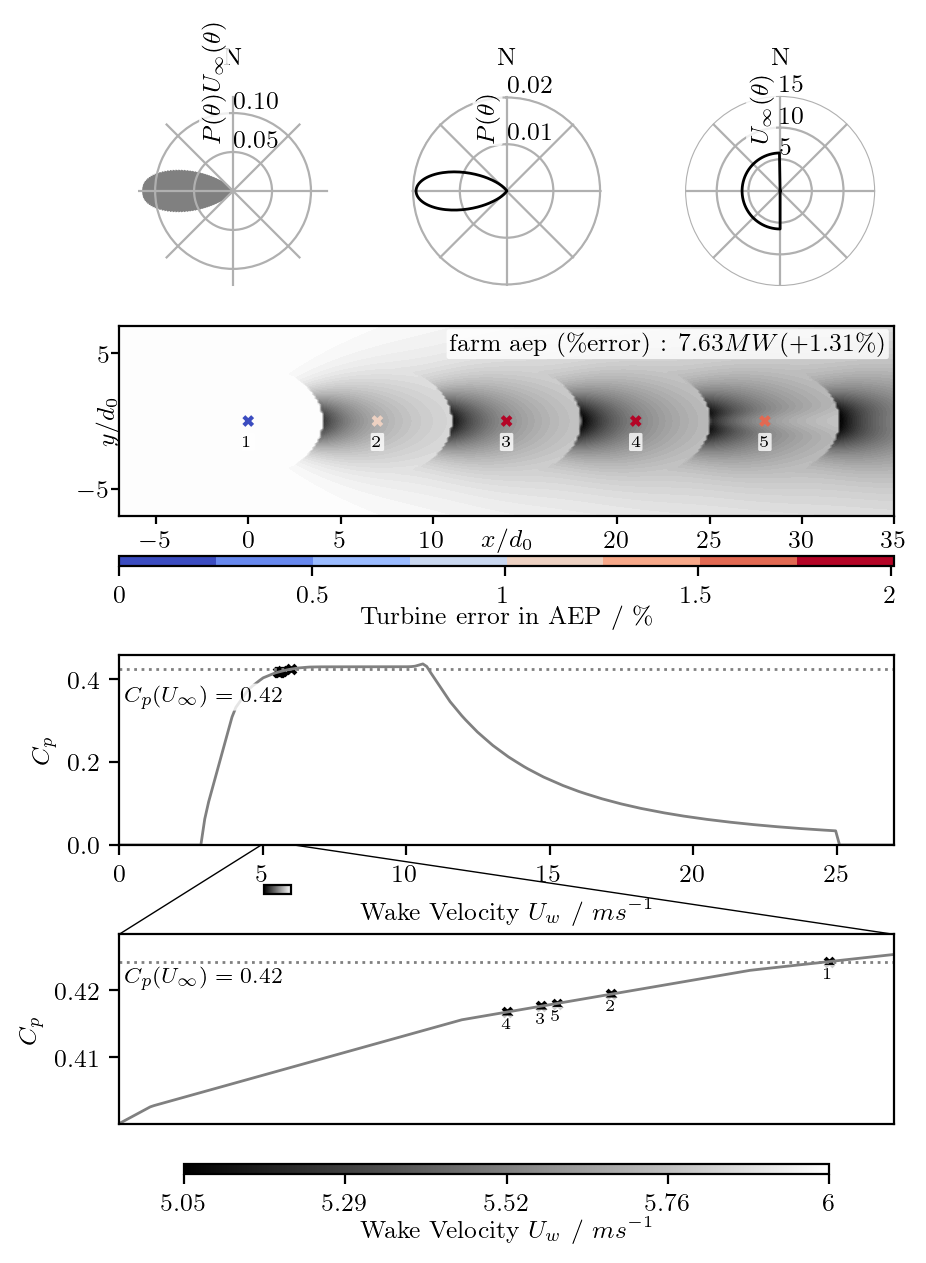 N N N
P(θ)U∞(θ) 0.10 0.05
P(θ) 0.02 0.01
U∞(θ) 15 10 5
farm aep (%error) : 7.63MW(+1.31%)
y/d₀ 5 −5
1 2 3 4 5
−5 0 5 10 x/d₀ 20 25 30 35
0 0.5 1 1.5 2
Turbine error in AEP / %
Cₚ 0.4 0.2 0.0
Cₚ(U∞) = 0.42
0 5 10 15 20 25
Wake Velocity U_w / ms⁻¹
Cₚ(U∞) = 0.42
Cₚ 0.42 0.41
4 3 5 2 1
5.05 5.29 5.52 5.76 6
Wake Velocity U_w / ms⁻¹